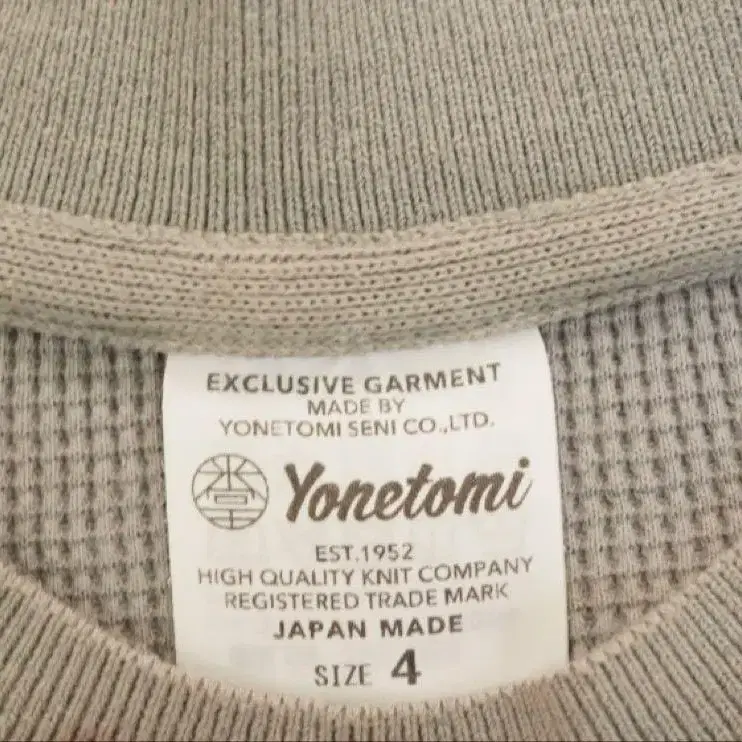 EXCLUSIVE GARMENT
MADE BY
YONETOMI SENI CO.,LTD.
Yonetomi
EST.1952
HIGH QUALITY KNIT COMPANY
REGISTERED TRADE MARK
JAPAN MADE
SIZE 4